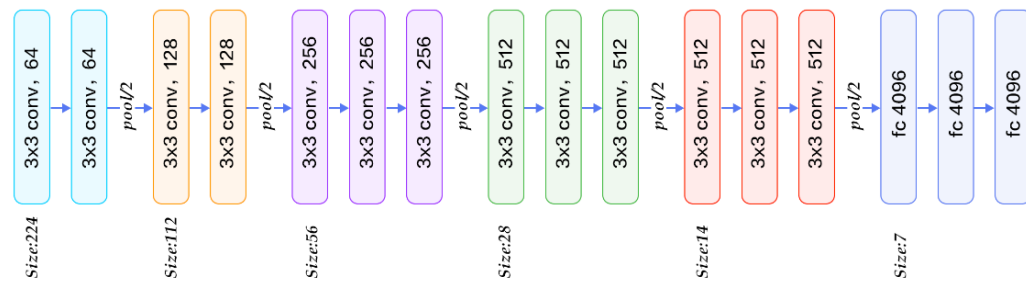 3x3 conv, 64
3x3 conv, 64
pool/2
3x3 conv, 128
3x3 conv, 128
pool/2
3x3 conv, 256
3x3 conv, 256
3x3 conv, 256
pool/2
3x3 conv, 512
3x3 conv, 512
3x3 conv, 512
pool/2
3x3 conv, 512
3x3 conv, 512
3x3 conv, 512
pool/2
fc 4096
fc 4096
fc 4096
Size:224
Size:112
Size:56
Size:28
Size:14
Size:7